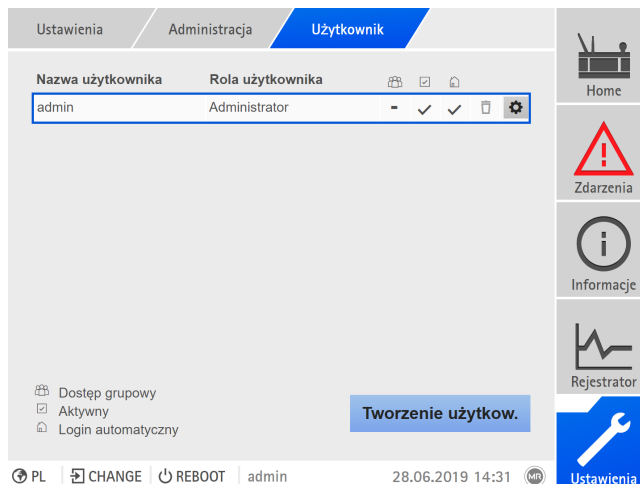 Ustawienia Administracja Użytkownik
Nazwa użytkownika Rola użytkownika
admin Administrator
Dostęp grupowy
Aktywny
Login automatyczny
Tworzenie użytkow.
Home
Zdarzenia
Informacje
Rejestrator
Ustawienia
PL CHANGE REBOOT admin 28.06.2019 14:31 MR